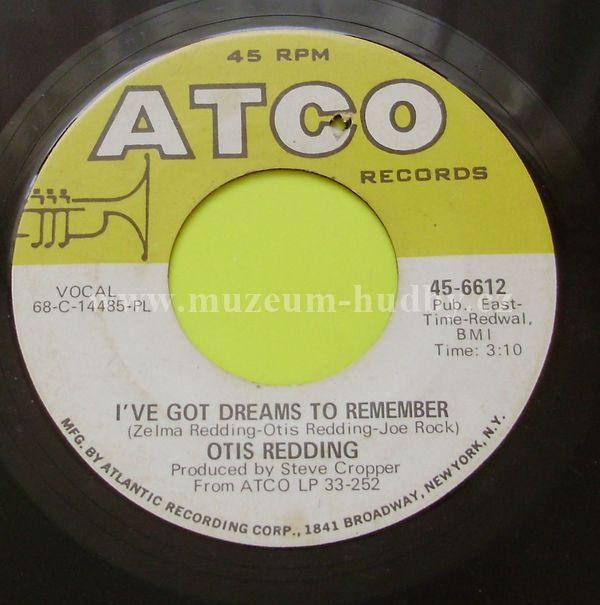 45 RPM
ATCO
RECORDS
VOCAL
68-C-14485-PL
www.muzeum-hudby.cz
45-6612
Pub., East-
Time-Redwal,
BMI
Time: 3:10
I'VE GOT DREAMS TO REMEMBER
(Zelma Redding-Otis Redding-Joe Rock)
OTIS REDDING
Produced by Steve Cropper
From ATCO LP 33-252
MFG. BY ATLANTIC RECORDING CORP., 1841 BROADWAY, NEW YORK, N.Y.